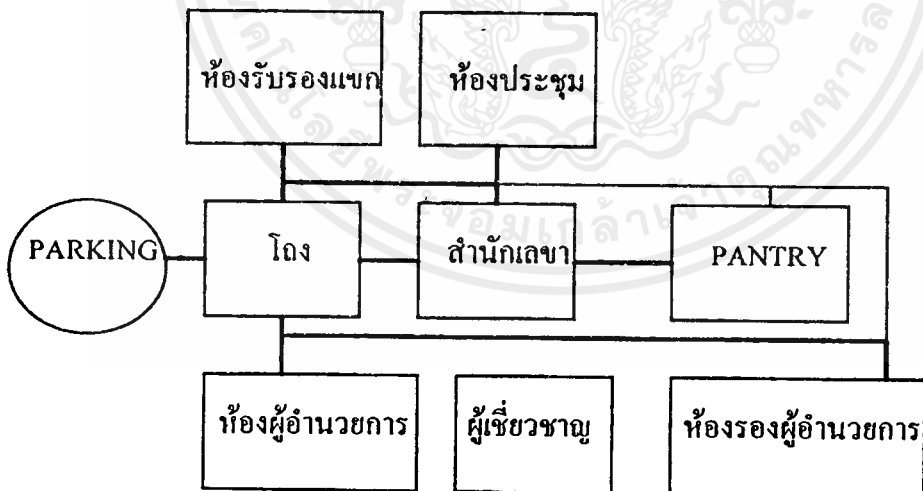 ห้องรับรองแขก
ห้องประชุม
PARKING
โถง
สำนักเลขา
PANTRY
ห้องผู้อำนวยการ
ผู้เชี่ยวชาญ
ห้องรองผู้อำนวยการ